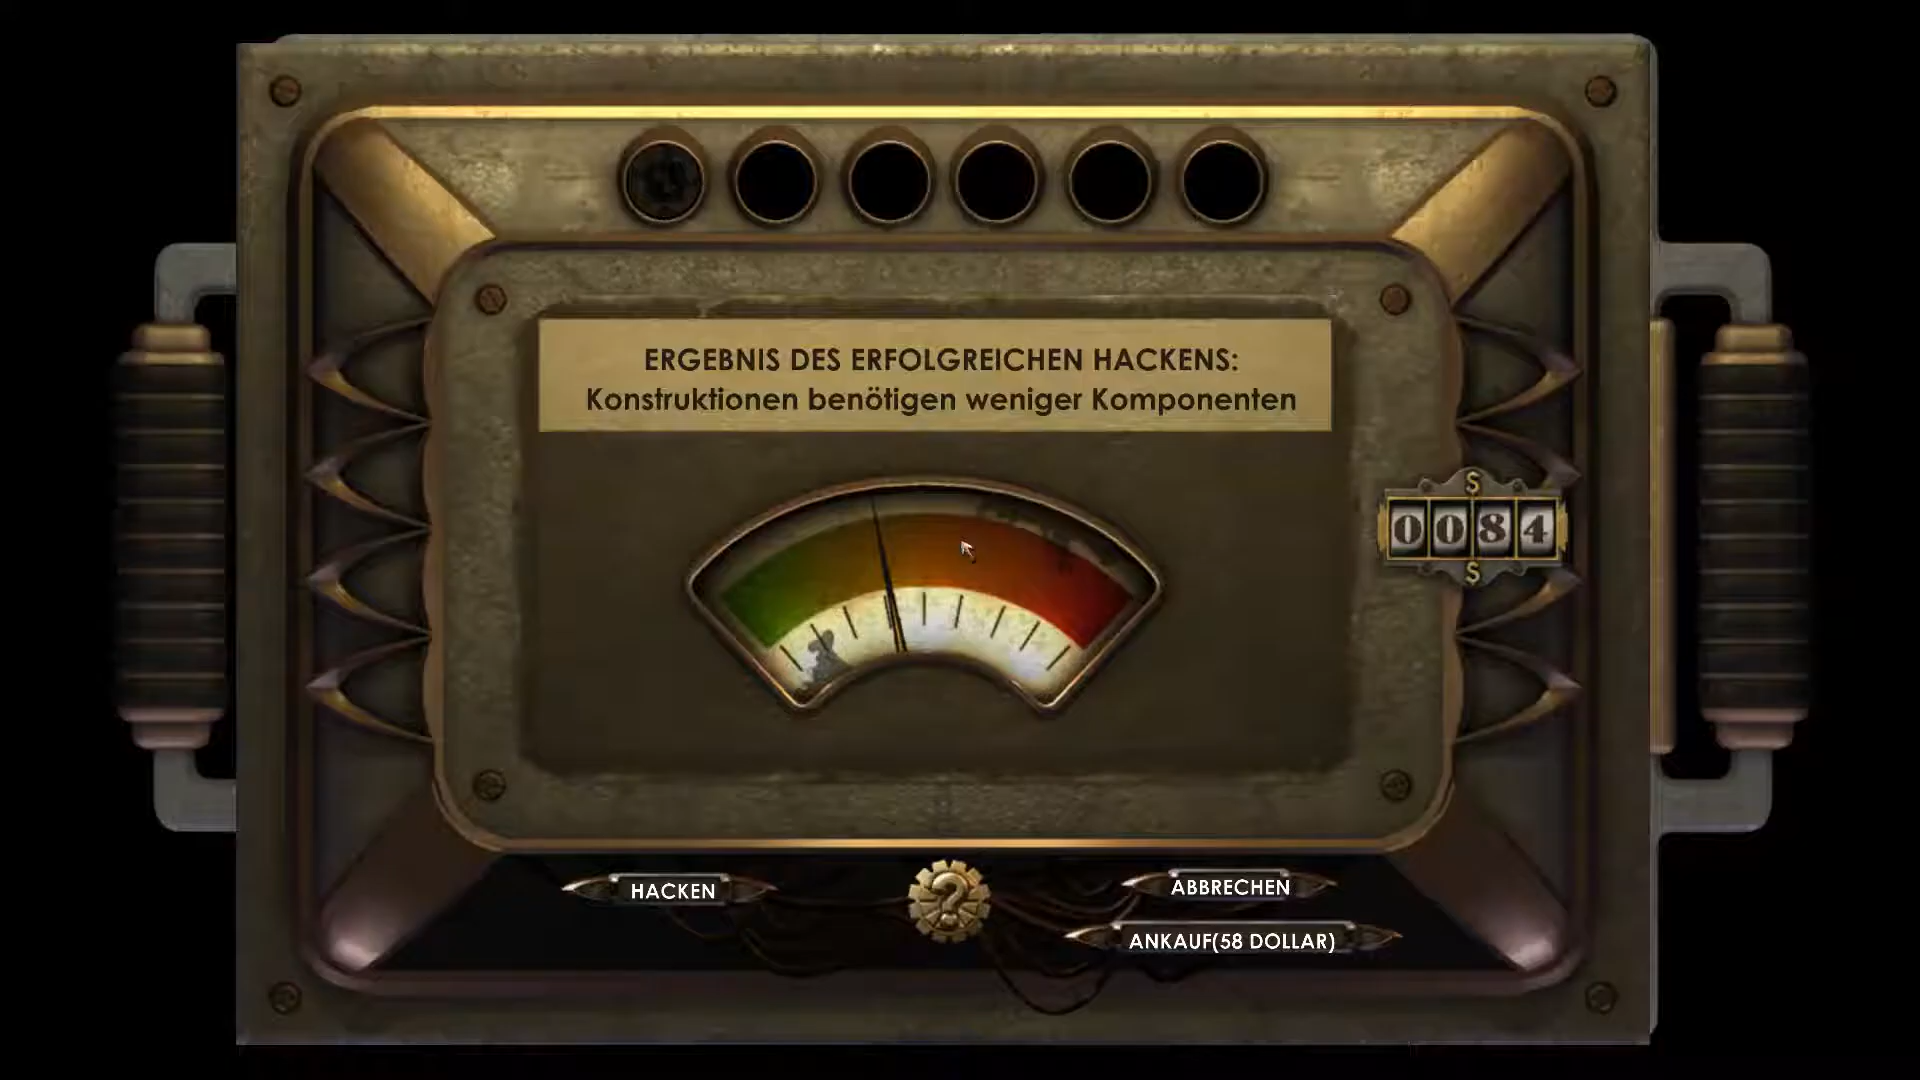 ERGEBNIS DES ERFOLGREICHEN HACKENS:
Konstruktionen benötigen weniger Komponenten
$
0084
$
HACKEN
?
ABBRECHEN
ANKAUF(58 DOLLAR)